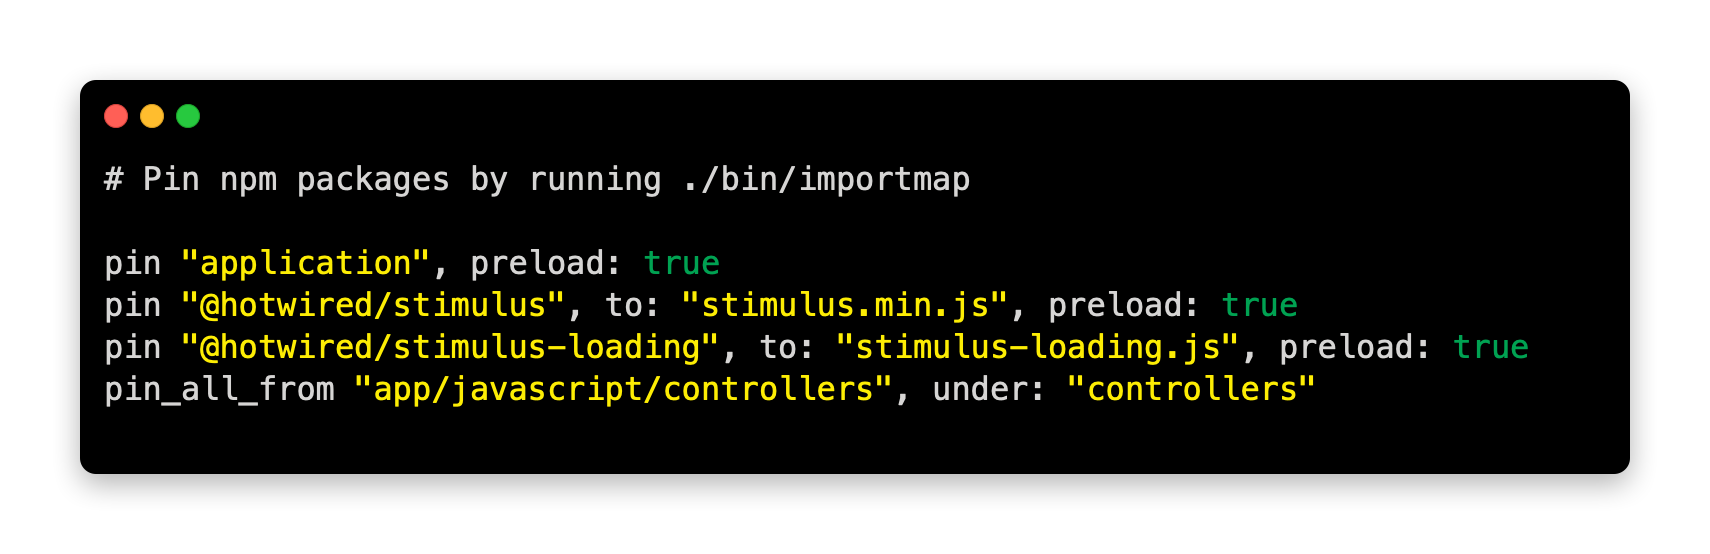 # Pin npm packages by running ./bin/importmap
pin "application", preload: true
pin "@hotwired/stimulus", to: "stimulus.min.js", preload: true
pin "@hotwired/stimulus-loading", to: "stimulus-loading.js", preload: true
pin_all_from "app/javascript/controllers", under: "controllers"